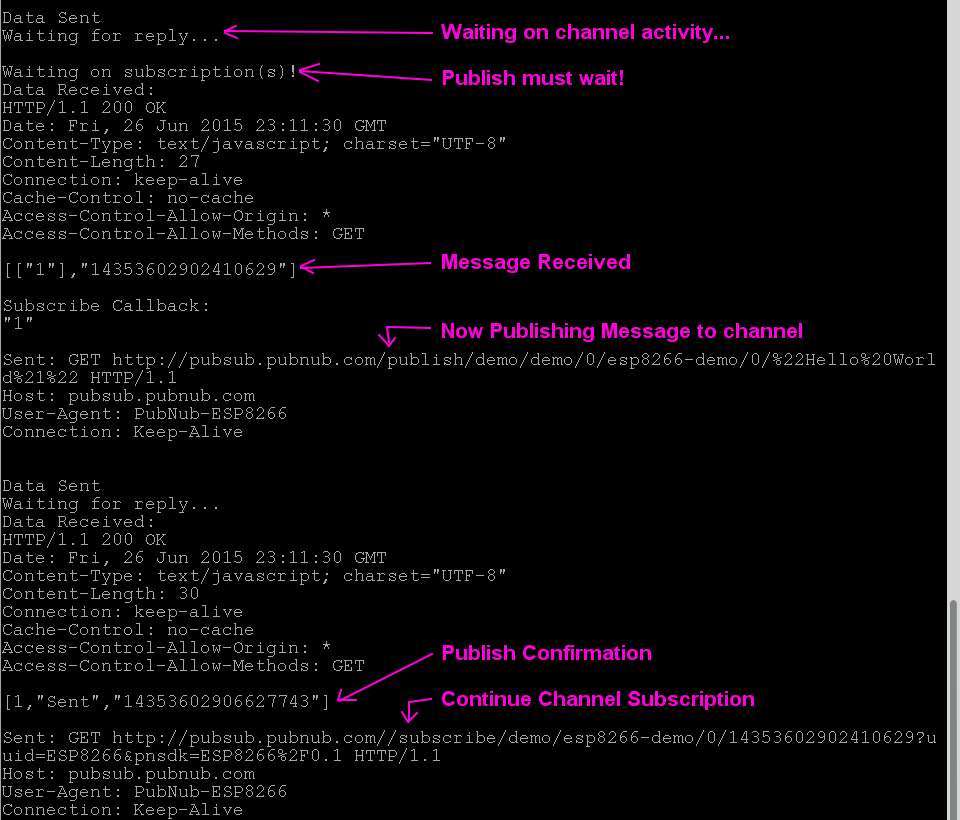 Data Sent
Waiting for reply... Waiting on channel activity...
Waiting on subscription(s)! Publish must wait!
Data Received:
HTTP/1.1 200 OK
Date: Fri, 26 Jun 2015 23:11:30 GMT
Content-Type: text/javascript; charset="UTF-8"
Content-Length: 27
Connection: keep-alive
Cache-Control: no-cache
Access-Control-Allow-Origin: *
Access-Control-Allow-Methods: GET
[["1"],"14353602902410629"] Message Received
Subscribe Callback:
"1"
Now Publishing Message to channel
Sent: GET http://pubsub.pubnub.com/publish/demo/demo/0/esp8266-demo/0/%22Hello%20Worl
d%21%22 HTTP/1.1
Host: pubsub.pubnub.com
User-Agent: PubNub-ESP8266
Connection: Keep-Alive
Data Sent
Waiting for reply...
Data Received:
HTTP/1.1 200 OK
Date: Fri, 26 Jun 2015 23:11:30 GMT
Content-Type: text/javascript; charset="UTF-8"
Content-Length: 30
Connection: keep-alive
Cache-Control: no-cache
Access-Control-Allow-Origin: *
Access-Control-Allow-Methods: GET
Publish Confirmation
[1,"Sent","14353602906627743"] Continue Channel Subscription
Sent: GET http://pubsub.pubnub.com//subscribe/demo/esp8266-demo/0/14353602902410629?u
uid=ESP8266&pnsdk=ESP8266%2F0.1 HTTP/1.1
Host: pubsub.pubnub.com
User-Agent: PubNub-ESP8266
Connection: Keep-Alive